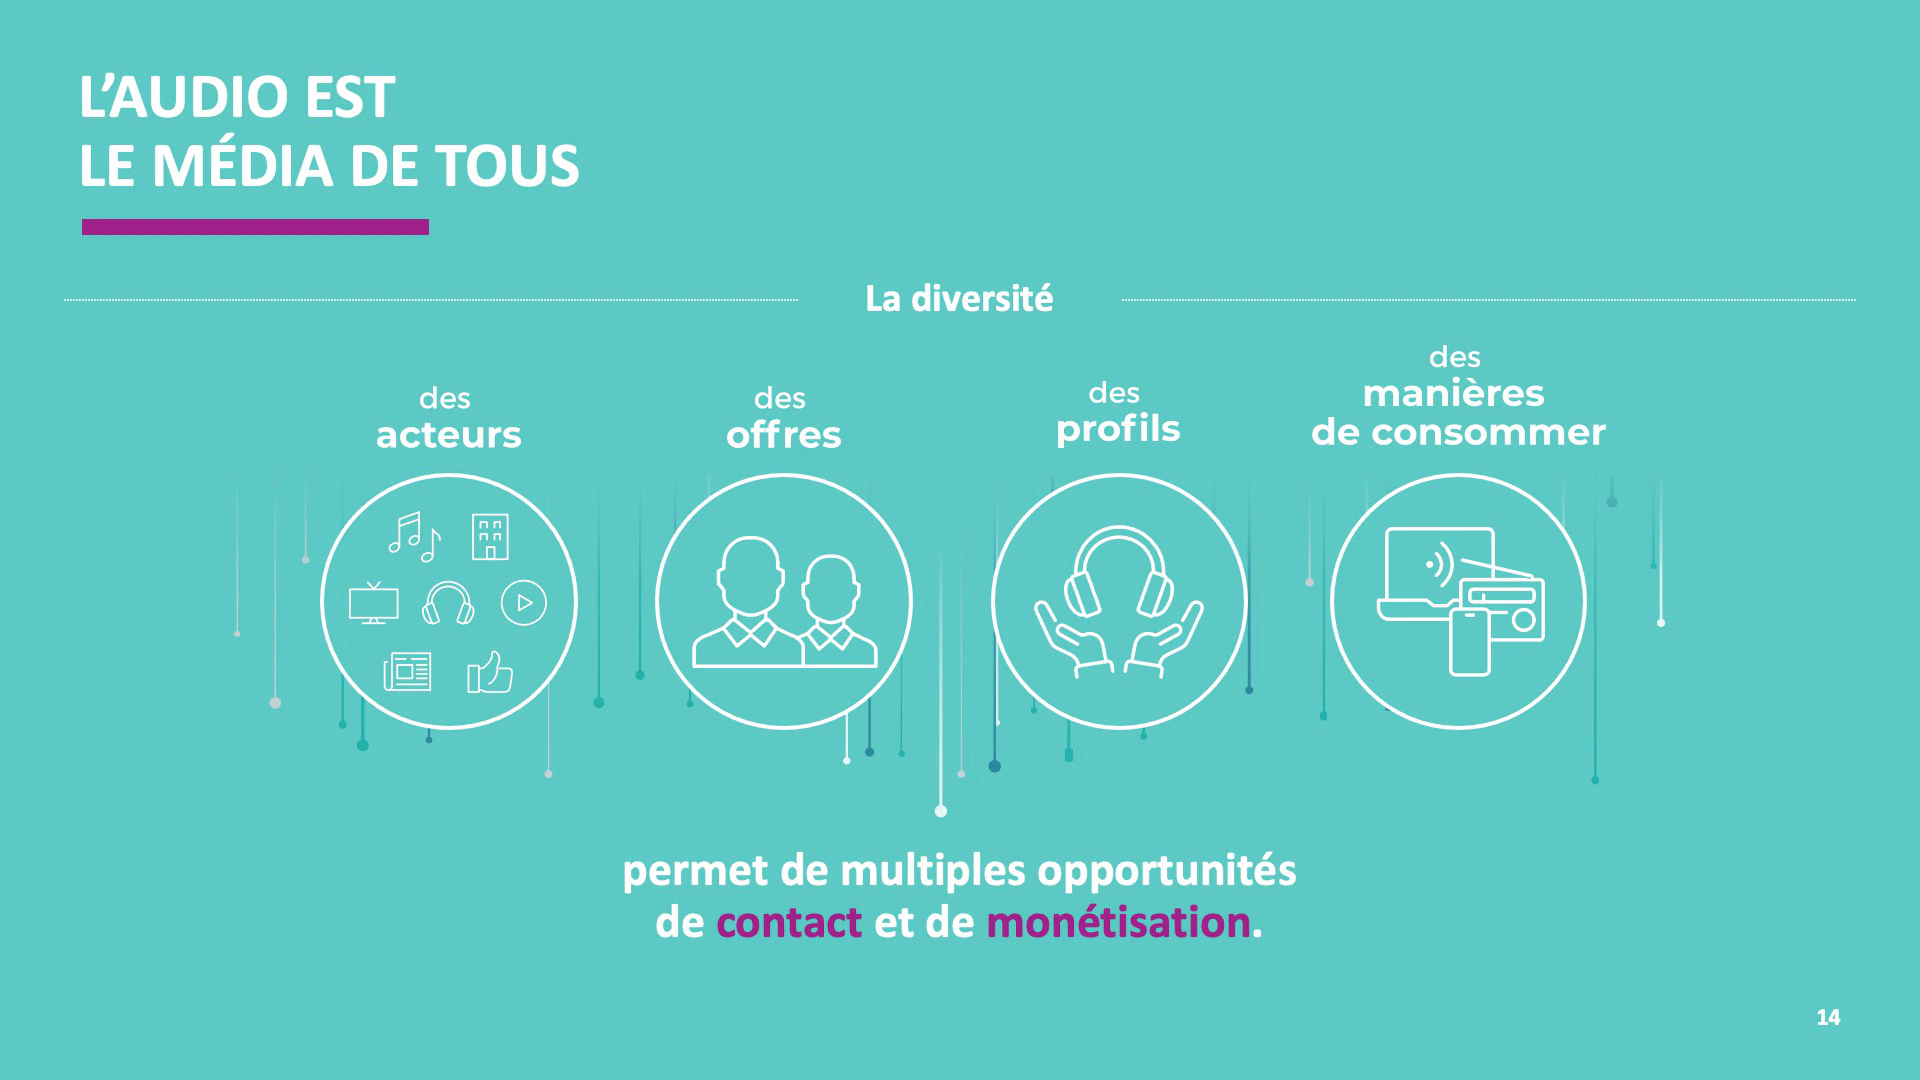 L’AUDIO EST
LE MÉDIA DE TOUS
La diversité
des
acteurs
des
offres
des
profils
des
manières
de consommer
permet de multiples opportunités
de contact et de monétisation.
14